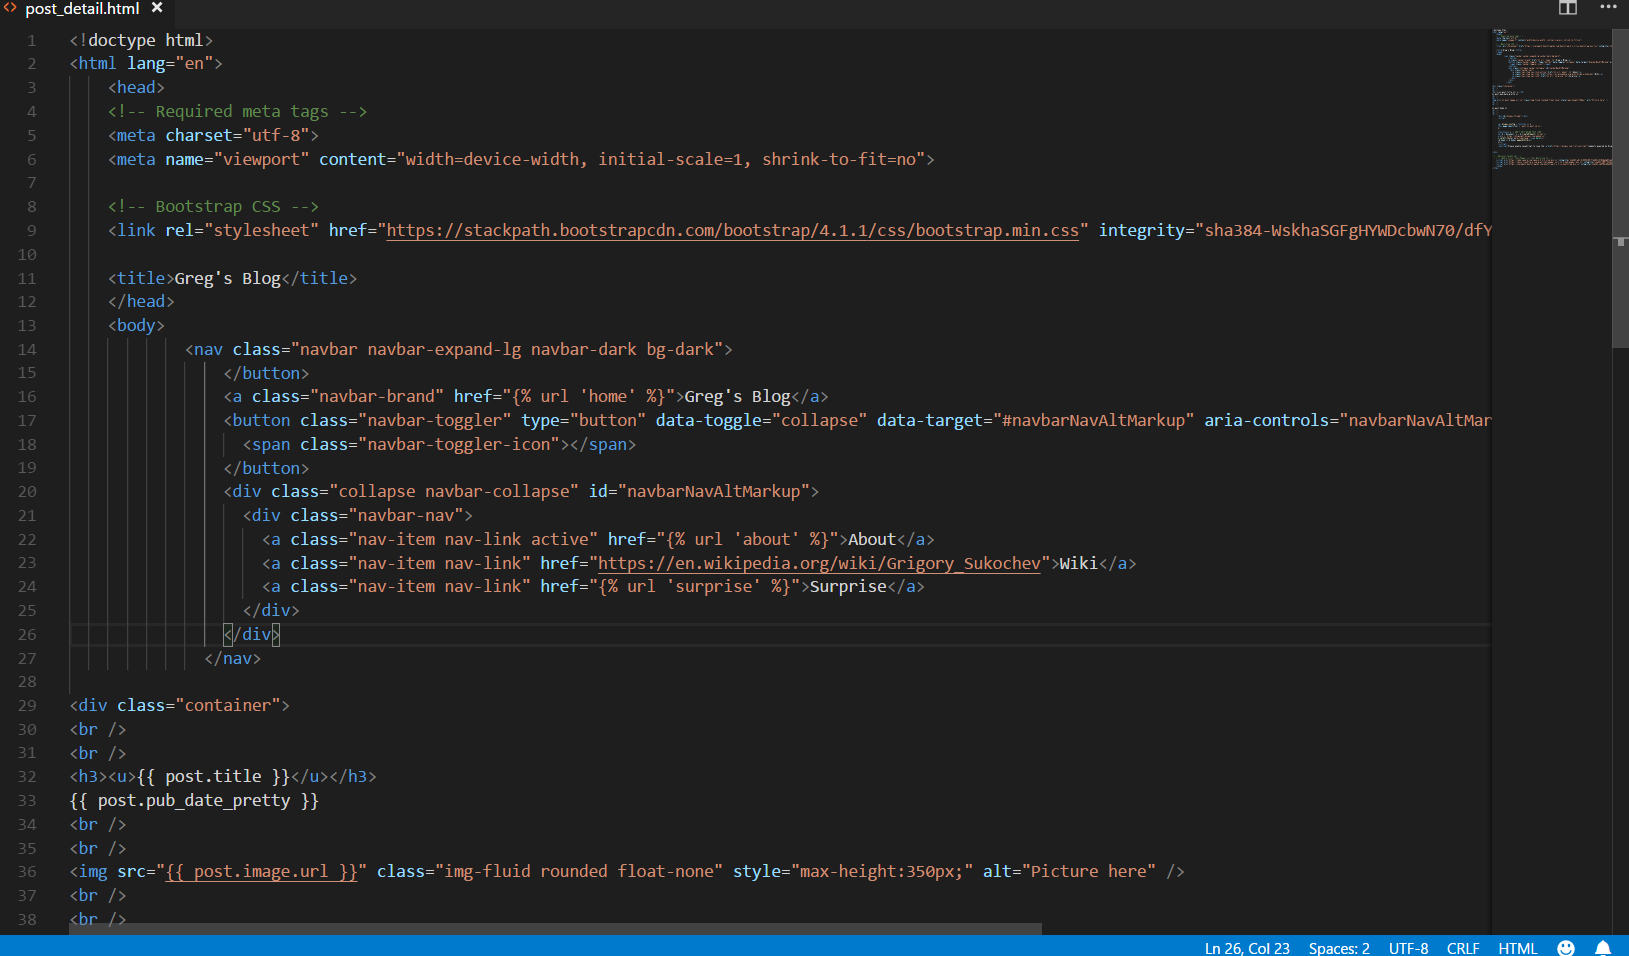 post_detail.html
1 <!doctype html>
2 <html lang="en">
3 <head>
4 <!-- Required meta tags -->
5 <meta charset="utf-8">
6 <meta name="viewport" content="width=device-width, initial-scale=1, shrink-to-fit=no">
7
8 <!-- Bootstrap CSS -->
9 <link rel="stylesheet" href="https://stackpath.bootstrapcdn.com/bootstrap/4.1.1/css/bootstrap.min.css" integrity="sha384-WskhaSGFgHYWDcbwN70/dfY
10
11 <title>Greg's Blog</title>
12 </head>
13 <body>
14 <nav class="navbar navbar-expand-lg navbar-dark bg-dark">
15 </button>
16 <a class="navbar-brand" href="{% url 'home' %}">Greg's Blog</a>
17 <button class="navbar-toggler" type="button" data-toggle="collapse" data-target="#navbarNavAltMarkup" aria-controls="navbarNavAltMar
18 <span class="navbar-toggler-icon"></span>
19 </button>
20 <div class="collapse navbar-collapse" id="navbarNavAltMarkup">
21 <div class="navbar-nav">
22 <a class="nav-item nav-link active" href="{% url 'about' %}">About</a>
23 <a class="nav-item nav-link" href="https://en.wikipedia.org/wiki/Grigory_Sukochev">Wiki</a>
24 <a class="nav-item nav-link" href="{% url 'surprise' %}">Surprise</a>
25 </div>
26 </div>
27 </nav>
28
29 <div class="container">
30 <br />
31 <br />
32 <h3><u>{{ post.title }}</u></h3>
33 {{ post.pub_date_pretty }}
34 <br />
35 <br />
36 <img src="{{ post.image.url }}" class="img-fluid rounded float-none" style="max-height:350px;" alt="Picture here" />
37 <br />
38 <br />
Ln 26, Col 23 Spaces: 2 UTF-8 CRLF HTML